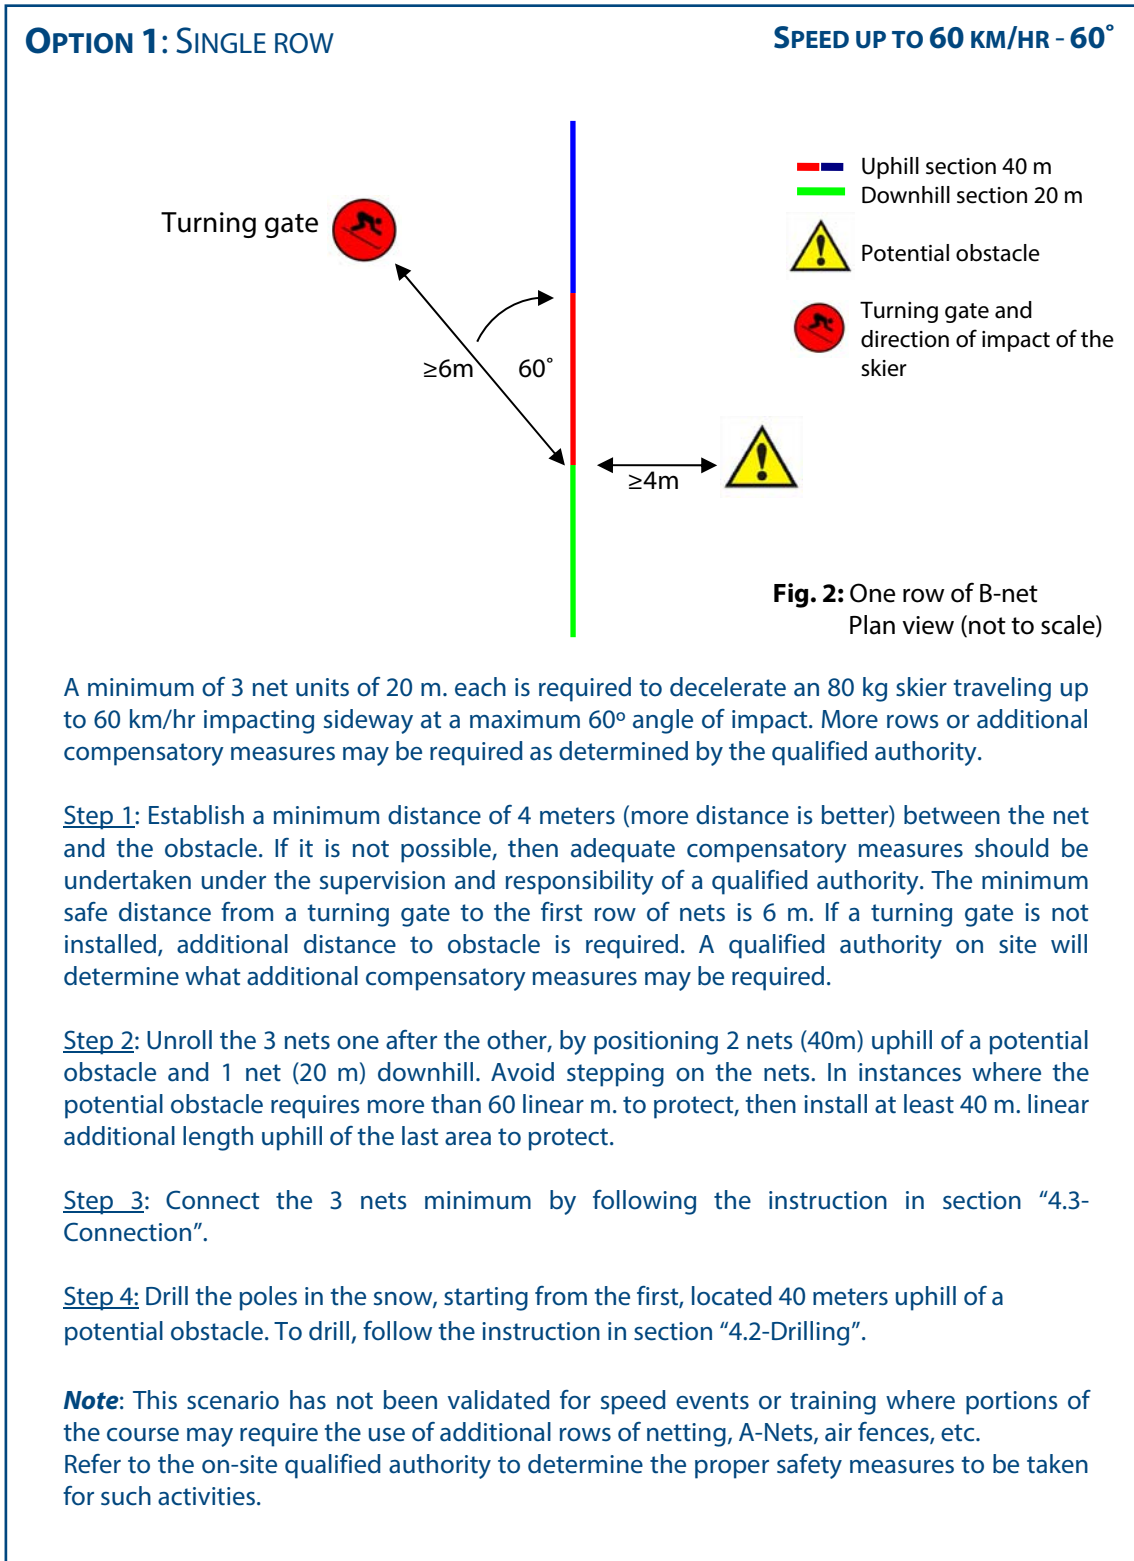 OPTION 1: SINGLE ROW
SPEED UP TO 60 KM/HR - 60˚
Turning gate
≥6m
60˚
≥4m
Uphill section 40 m
Downhill section 20 m
Potential obstacle
Turning gate and
direction of impact of the
skier
Fig. 2: One row of B-net
Plan view (not to scale)
A minimum of 3 net units of 20 m. each is required to decelerate an 80 kg skier traveling up
to 60 km/hr impacting sideway at a maximum 60º angle of impact. More rows or additional
compensatory measures may be required as determined by the qualified authority.
Step 1: Establish a minimum distance of 4 meters (more distance is better) between the net
and the obstacle. If it is not possible, then adequate compensatory measures should be
undertaken under the supervision and responsibility of a qualified authority. The minimum
safe distance from a turning gate to the first row of nets is 6 m. If a turning gate is not
installed, additional distance to obstacle is required. A qualified authority on site will
determine what additional compensatory measures may be required.
Step 2: Unroll the 3 nets one after the other, by positioning 2 nets (40m) uphill of a potential
obstacle and 1 net (20 m) downhill. Avoid stepping on the nets. In instances where the
potential obstacle requires more than 60 linear m. to protect, then install at least 40 m. linear
additional length uphill of the last area to protect.
Step 3: Connect the 3 nets minimum by following the instruction in section “4.3-
Connection”.
Step 4: Drill the poles in the snow, starting from the first, located 40 meters uphill of a
potential obstacle. To drill, follow the instruction in section “4.2-Drilling”.
Note: This scenario has not been validated for speed events or training where portions of
the course may require the use of additional rows of netting, A-Nets, air fences, etc.
Refer to the on-site qualified authority to determine the proper safety measures to be taken
for such activities.